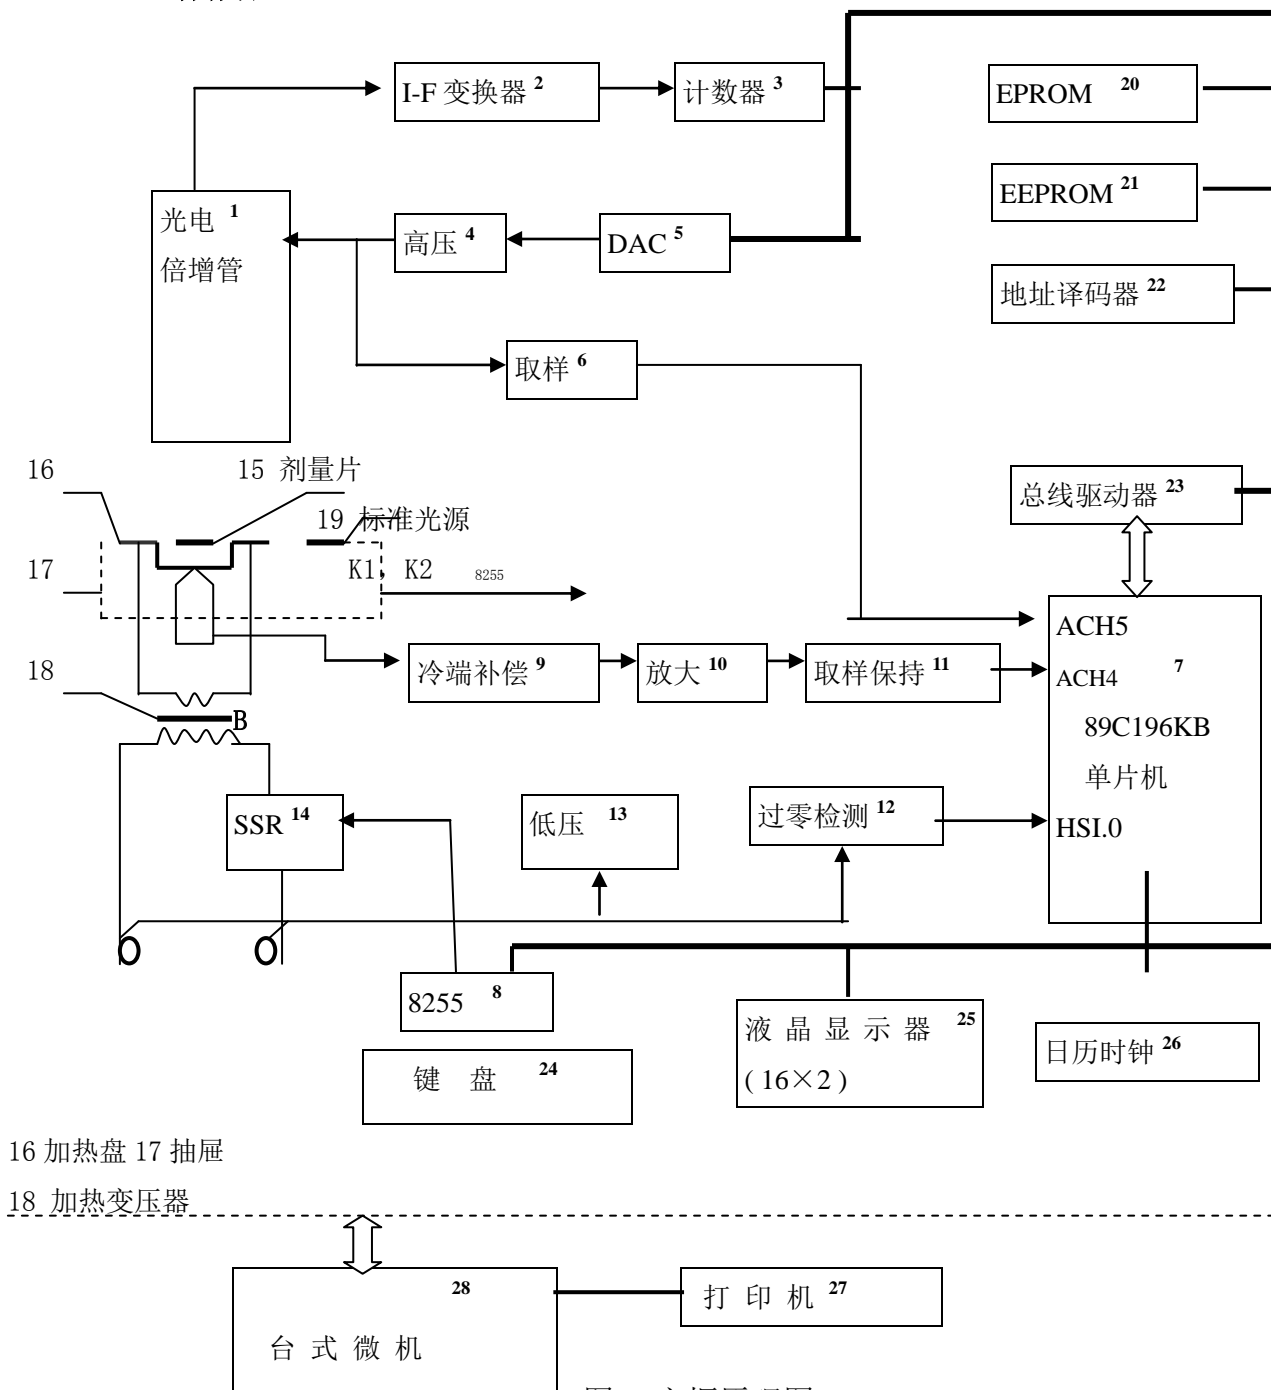 I-F 变换器 2
计数器 3
EPROM 20
光电 1
倍增管
EEPROM 21
高压 4
DAC 5
地址译码器 22
取样 6
16
15 剂量片
19 标准光源
总线驱动器 23
17
K1, K2
8255
ACH5
18
冷端补偿 9
放大 10
取样保持 11
ACH4
7
B
89C196KB
单片机
SSR 14
低压 13
过零检测 12
HSI.0
8255 8
液晶显示器 25
(16×2)
日历时钟 26
键 盘 24
16 加热盘 17 抽屉
18 加热变压器
28
打 印 机 27
台 式 微 机